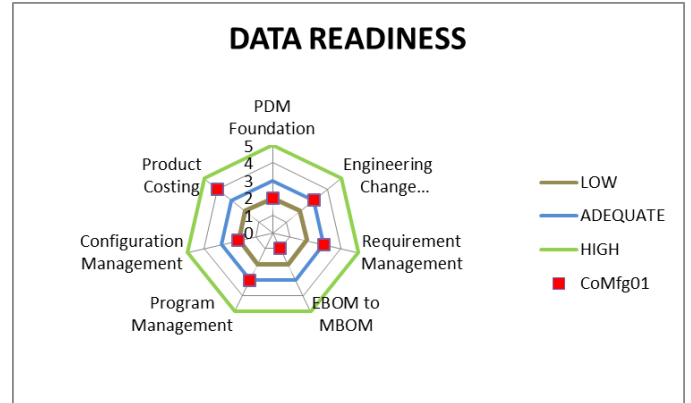 DATA READINESS
PDM
Foundation
5
4
3
2
1
0
Product
Costing
Engineering
Change...
Configuration
Management
Requirement
Management
Program
Management
EBOM to
MBOM
LOW
ADEQUATE
HIGH
CoMfg01